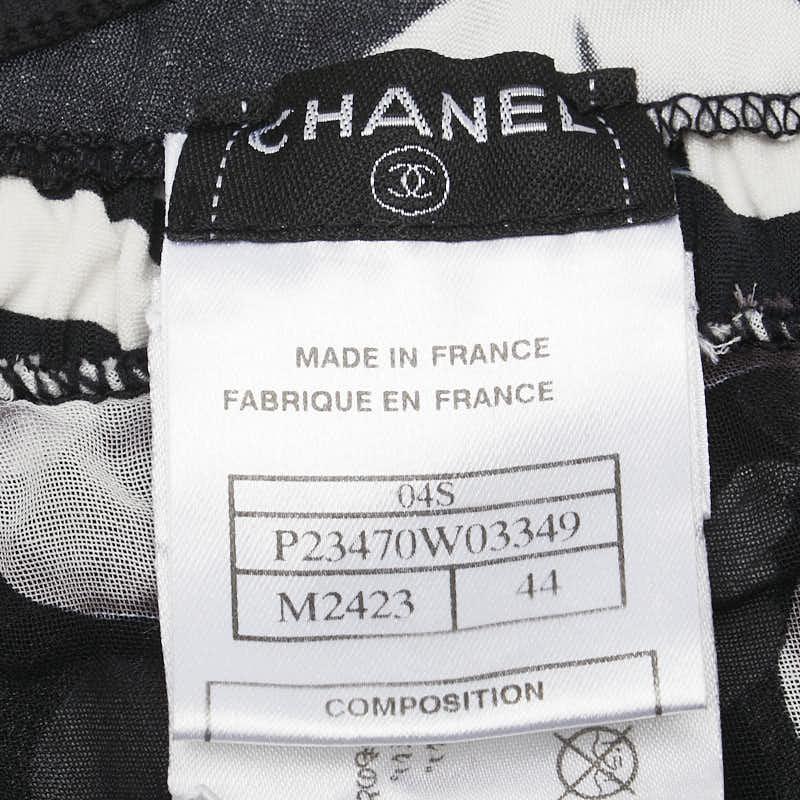 CHANEL
MADE IN FRANCE
FABRIQUE EN FRANCE
04S
P23470W03349
M2423 44
COMPOSITION